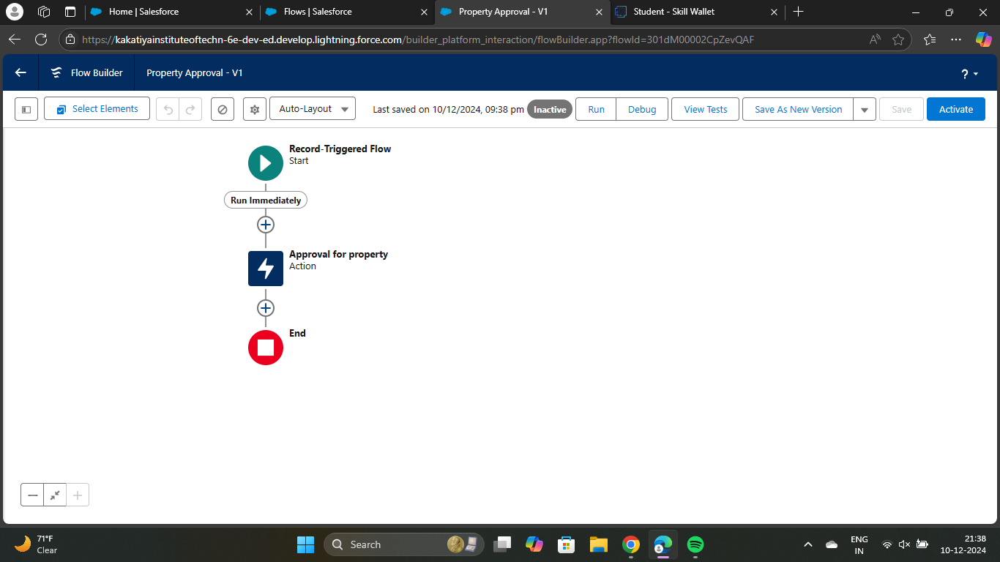 Home | Salesforce
Flows | Salesforce
Property Approval - V1
Student - Skill Wallet
https://kakatiyainstituteoftechn-6e-dev-ed.develop.lightning.force.com/builder_platform_interaction/flowBuilder.app?flowId=301dM00002CpZevQAF
Flow Builder
Property Approval - V1
?
Select Elements
Auto-Layout
Last saved on 10/12/2024, 09:38 pm
Inactive
Run
Debug
View Tests
Save As New Version
Save
Activate
Record-Triggered Flow
Start
Run Immediately
Approval for property
Action
End
71°F
Clear
Search
ENG
IN
21:38
10-12-2024